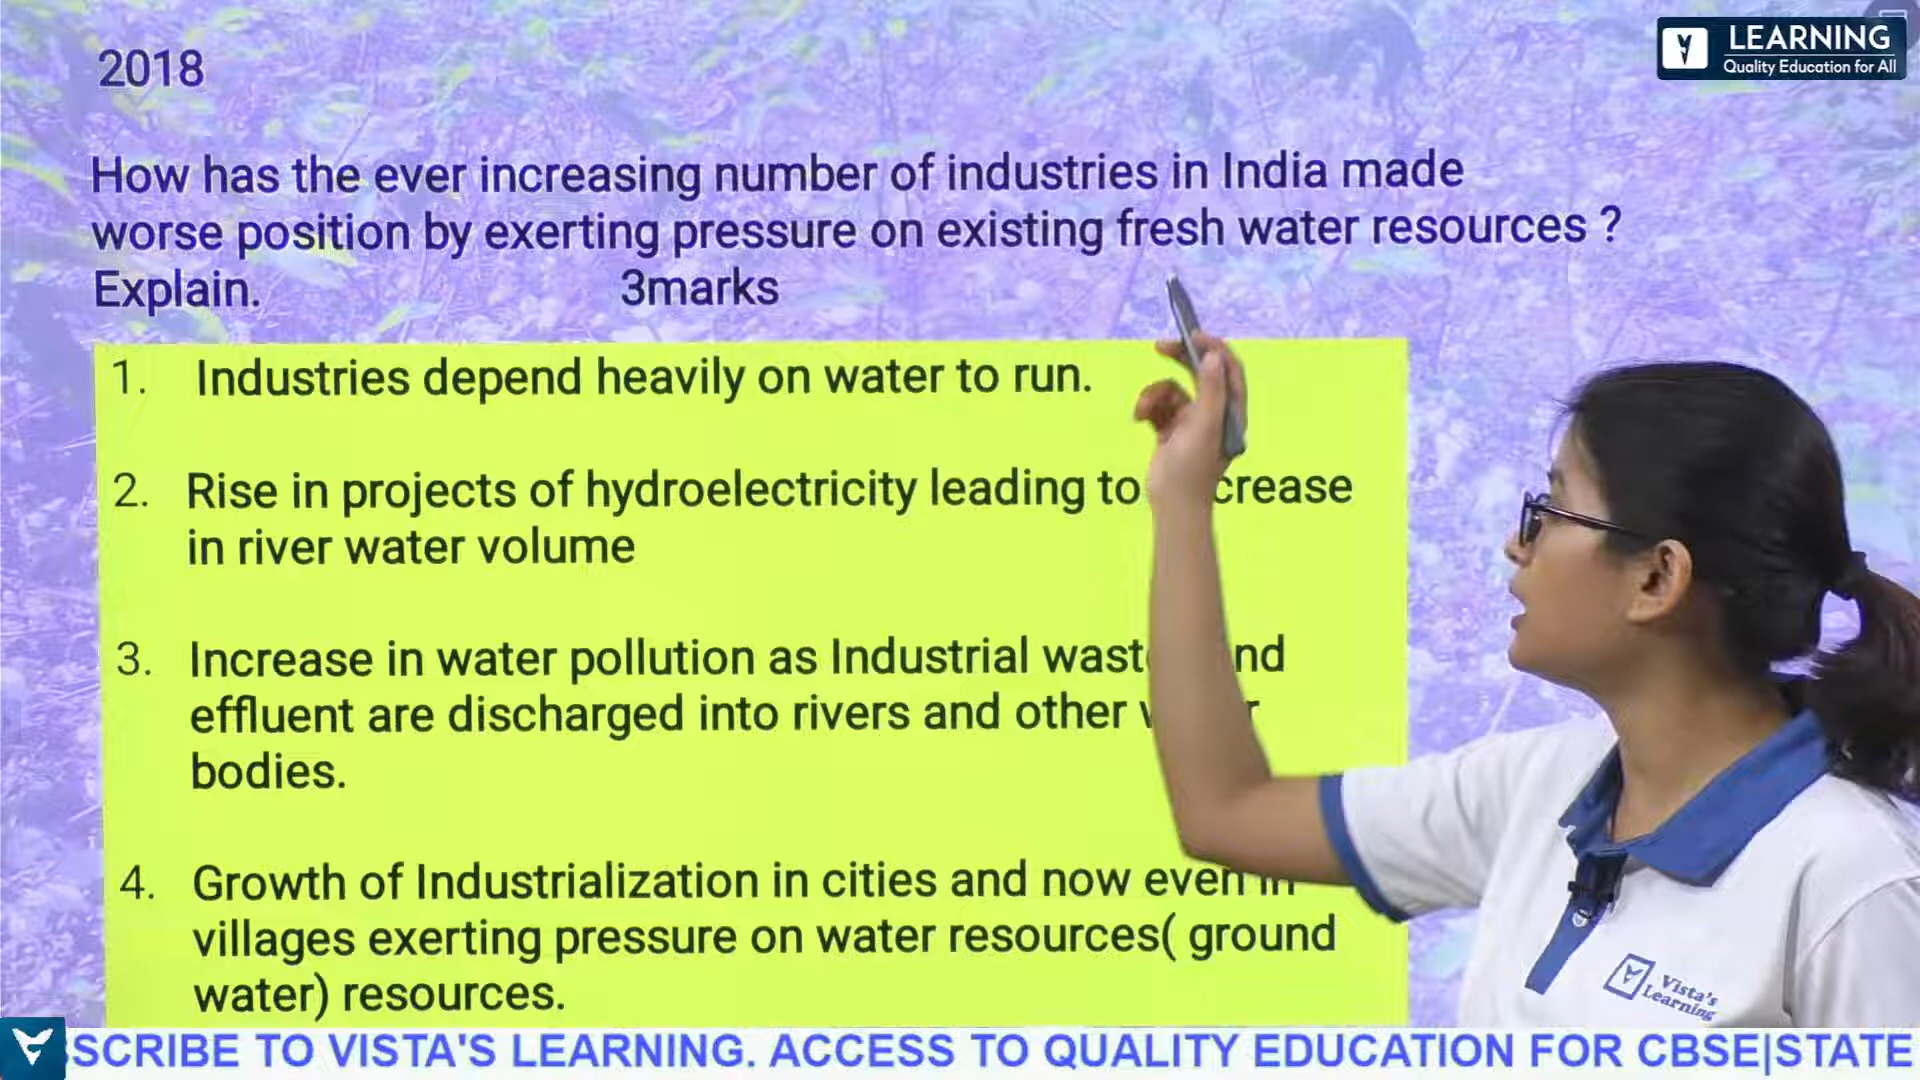 2018
LEARNING
Quality Education for All
How has the ever increasing number of industries in India made
worse position by exerting pressure on existing fresh water resources ?
Explain. 3marks
1. Industries depend heavily on water to run.
2. Rise in projects of hydroelectricity leading to
in river water volume
3. Increase in water pollution as Industrial
effluent are discharged into rivers and other
bodies.
4. Growth of Industrialization in cities and now even in
villages exerting pressure on water resources( ground
water) resources.
Vista's
Learning
SCRIBE TO VISTA'S LEARNING. ACCESS TO QUALITY EDUCATION FOR CBSE|STATE